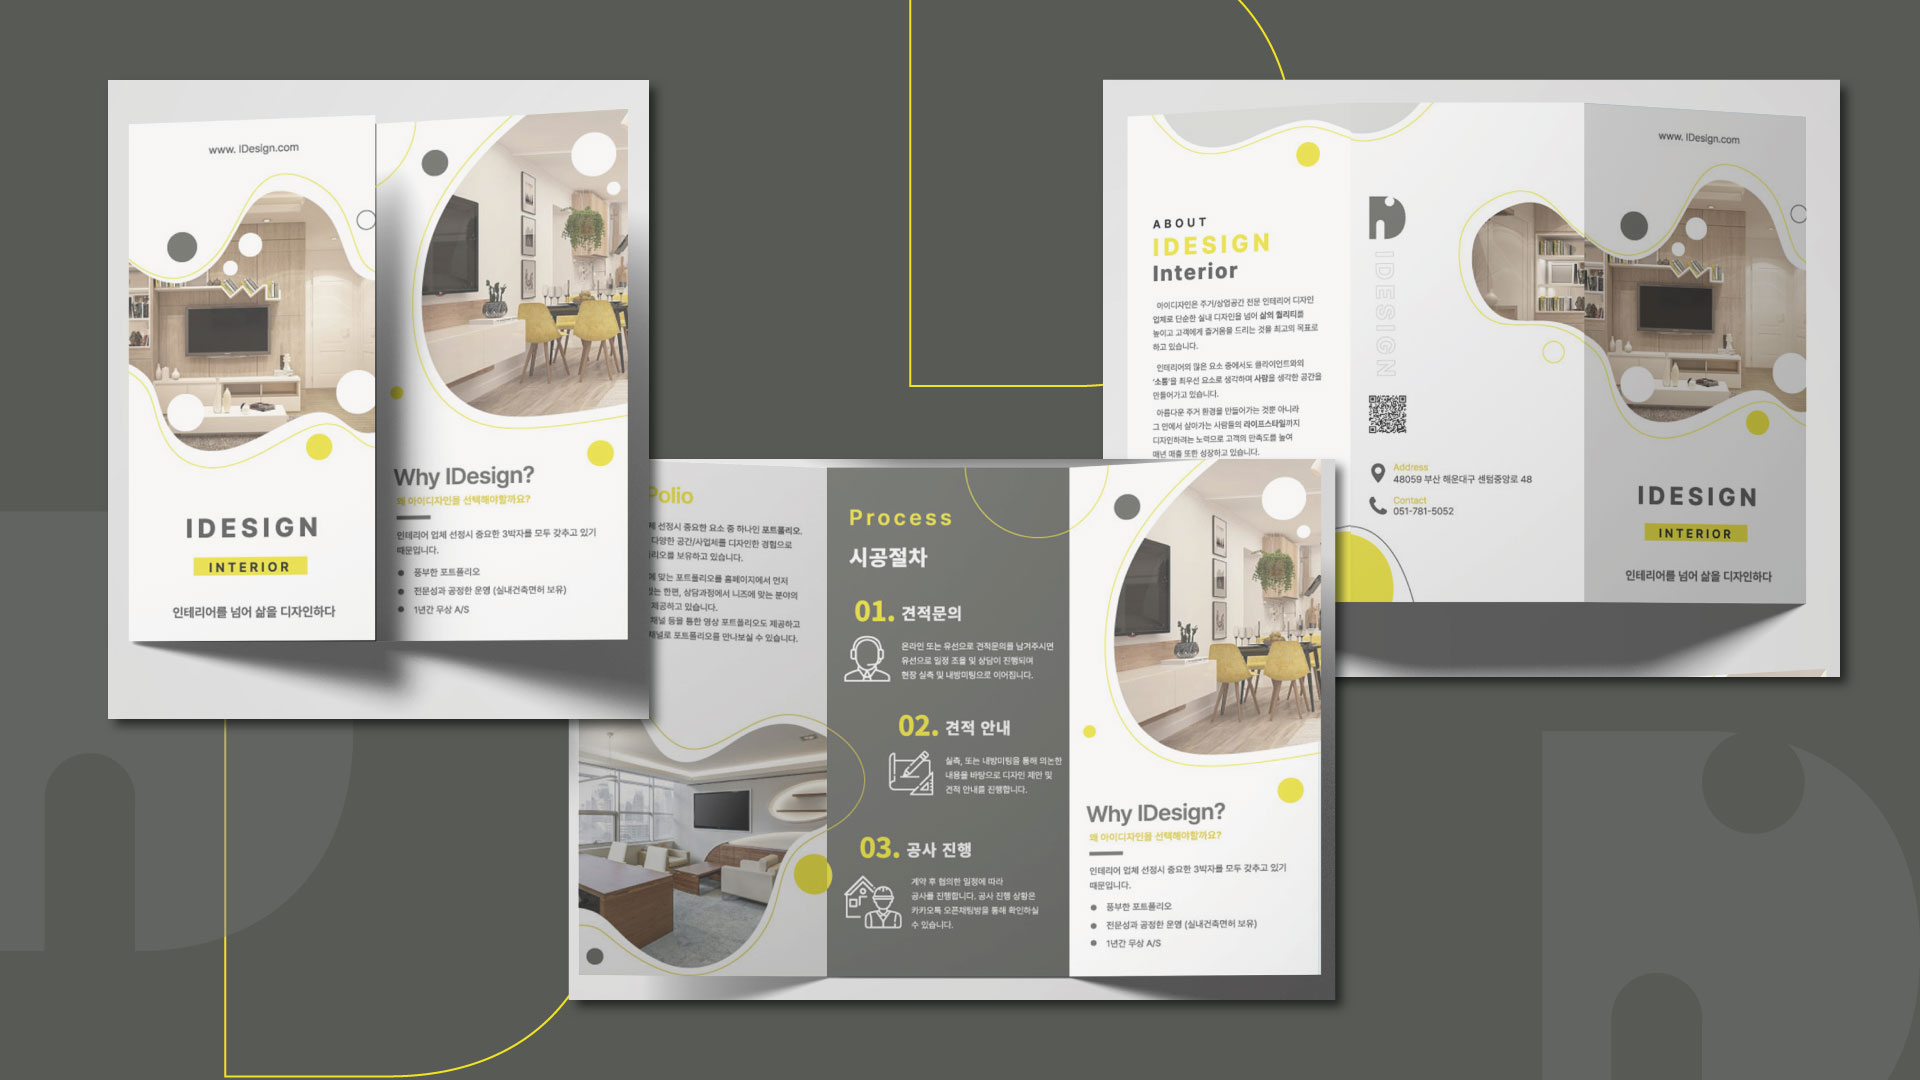 www. IDesign.com
IDESIGN
INTERIOR
인테리어를 넘어 삶을 디자인하다
Why IDesign?
왜 아이디자인을 선택해야할까요?
인테리어 업체 선정시 중요한 3박자를 모두 갖추고 있기
때문입니다.
풍부한 포트폴리오
전문성과 공정한 운영 (실내건축면허 보유)
1년간 무상 A/S
ABOUT
IDESIGN
Interior
아이디자인은 주거/상업공간 전문 인테리어 디자인
업체로 단순한 실내 디자인을 넘어 삶의 퀄리티를
높이고 고객에게 즐거움을 드리는 것을 최고의 목표로
하고 있습니다.
인테리어의 많은 요소 중에서도 클라이언트와의
'소통'을 최우선 요소로 생각하며 사람을 생각한 공간을
만들어가고 있습니다.
아름다운 주거 환경을 만들어가는 것뿐 아니라
그 안에서 살아가는 사람들의 라이프스타일까지
디자인하려는 노력으로 고객의 만족도를 높여
매년 매출 또한 성장하고 있습니다.
IDESIGN
Address
48059 부산 해운대구 센텀중앙로 48
Contact
051-781-5052
www. IDesign.com
IDESIGN
INTERIOR
인테리어를 넘어 삶을 디자인하다
Polio
선정시 중요한 요소 중 하나인 포트폴리오.
다양한 공간/사업체를 디자인한 경험으로
리오를 보유하고 있습니다.
맞는 포트폴리오를 홈페이지에서 먼저
는 한편, 상담과정에서 니즈에 맞는 분야의
제공하고 있습니다.
채널 등을 통한 영상 포트폴리오도 제공하고
채널로 포트폴리오를 만나보실 수 있습니다.
Process
시공절차
01. 견적문의
온라인 또는 유선으로 견적문의를 남겨주시면
유선으로 일정 조율 및 상담이 진행되며
현장 실측 및 내방미팅으로 이어집니다.
02. 견적 안내
실측, 또는 내방미팅을 통해 의논한
내용을 바탕으로 디자인 제안 및
견적 안내를 진행합니다.
03. 공사 진행
계약 후 협의한 일정에 따라
공사를 진행합니다. 공사 진행 상황은
카카오톡 오픈채팅방을 통해 확인하실
수 있습니다.
Why IDesign?
왜 아이디자인을 선택해야할까요?
인테리어 업체 선정시 중요한 3박자를 모두 갖추고 있기
때문입니다.
풍부한 포트폴리오
전문성과 공정한 운영 (실내건축면허 보유)
1년간 무상 A/S